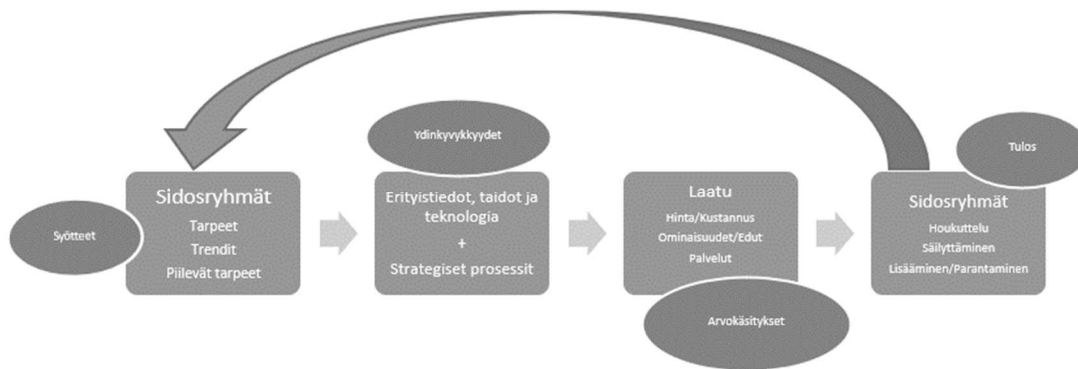 Syötteet
Sidosryhmät
Tarpeet
Trendit
Piilevät tarpeet
Ydinkyvykkyydet
Erityistiedot, taidot ja
teknologia
+
Strategiset prosessit
Laatu
Hinta/Kustannus
Ominaisuudet/Edut
Palvelut
Arvokäsitykset
Tulos
Sidosryhmät
Houkuttelu
Säilyttäminen
Lisääminen/Parantaminen